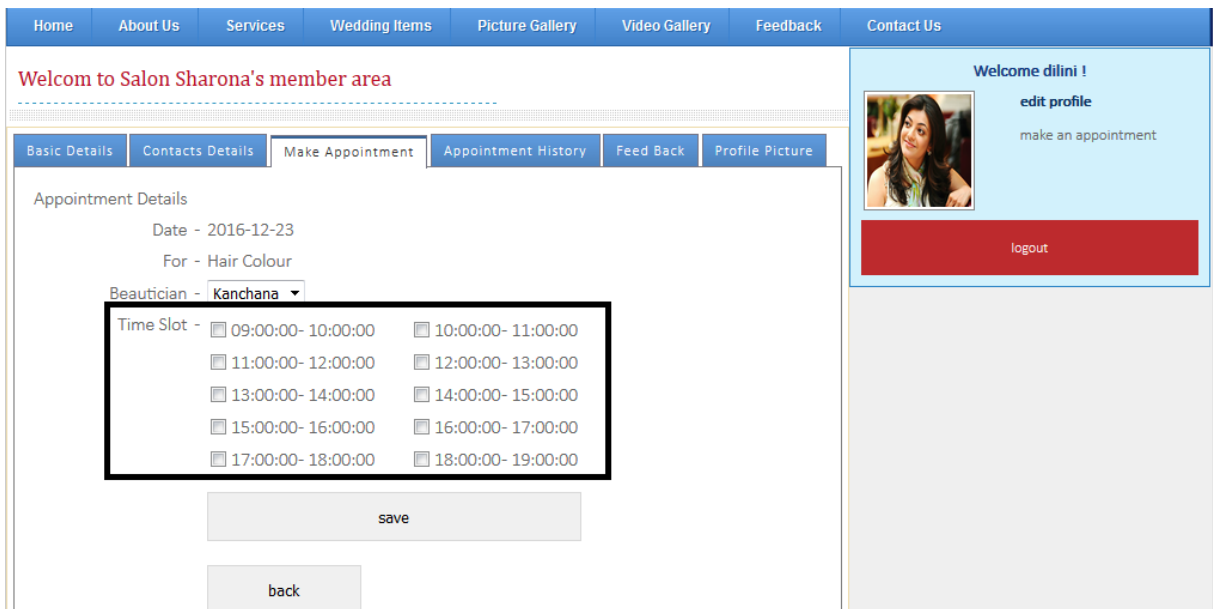 Home About Us Services Wedding Items Picture Gallery Video Gallery Feedback Contact Us
Welcom to Salon Sharona's member area
Basic Details Contacts Details Make Appointment Appointment History Feed Back Profile Picture
Appointment Details
Date - 2016-12-23
For - Hair Colour
Beautician - Kanchana
Time Slot - 09:00:00- 10:00:00 10:00:00- 11:00:00
11:00:00- 12:00:00 12:00:00- 13:00:00
13:00:00- 14:00:00 14:00:00- 15:00:00
15:00:00- 16:00:00 16:00:00- 17:00:00
17:00:00- 18:00:00 18:00:00- 19:00:00
save
back
Welcome dilini !
edit profile
make an appointment
logout